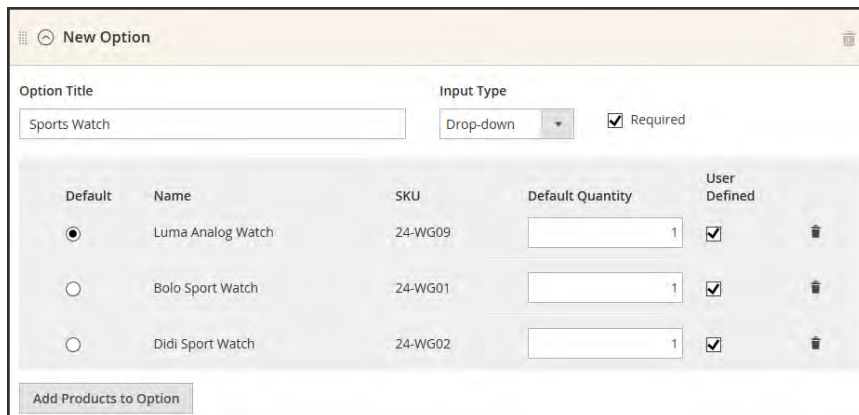 New Option
Option Title Input Type
Sports Watch Drop-down Required
User
Default Name SKU Default Quantity Defined
Luma Analog Watch 24-WG09 1
Bolo Sport Watch 24-WG01 1
Didi Sport Watch 24-WG02 1
Add Products to Option